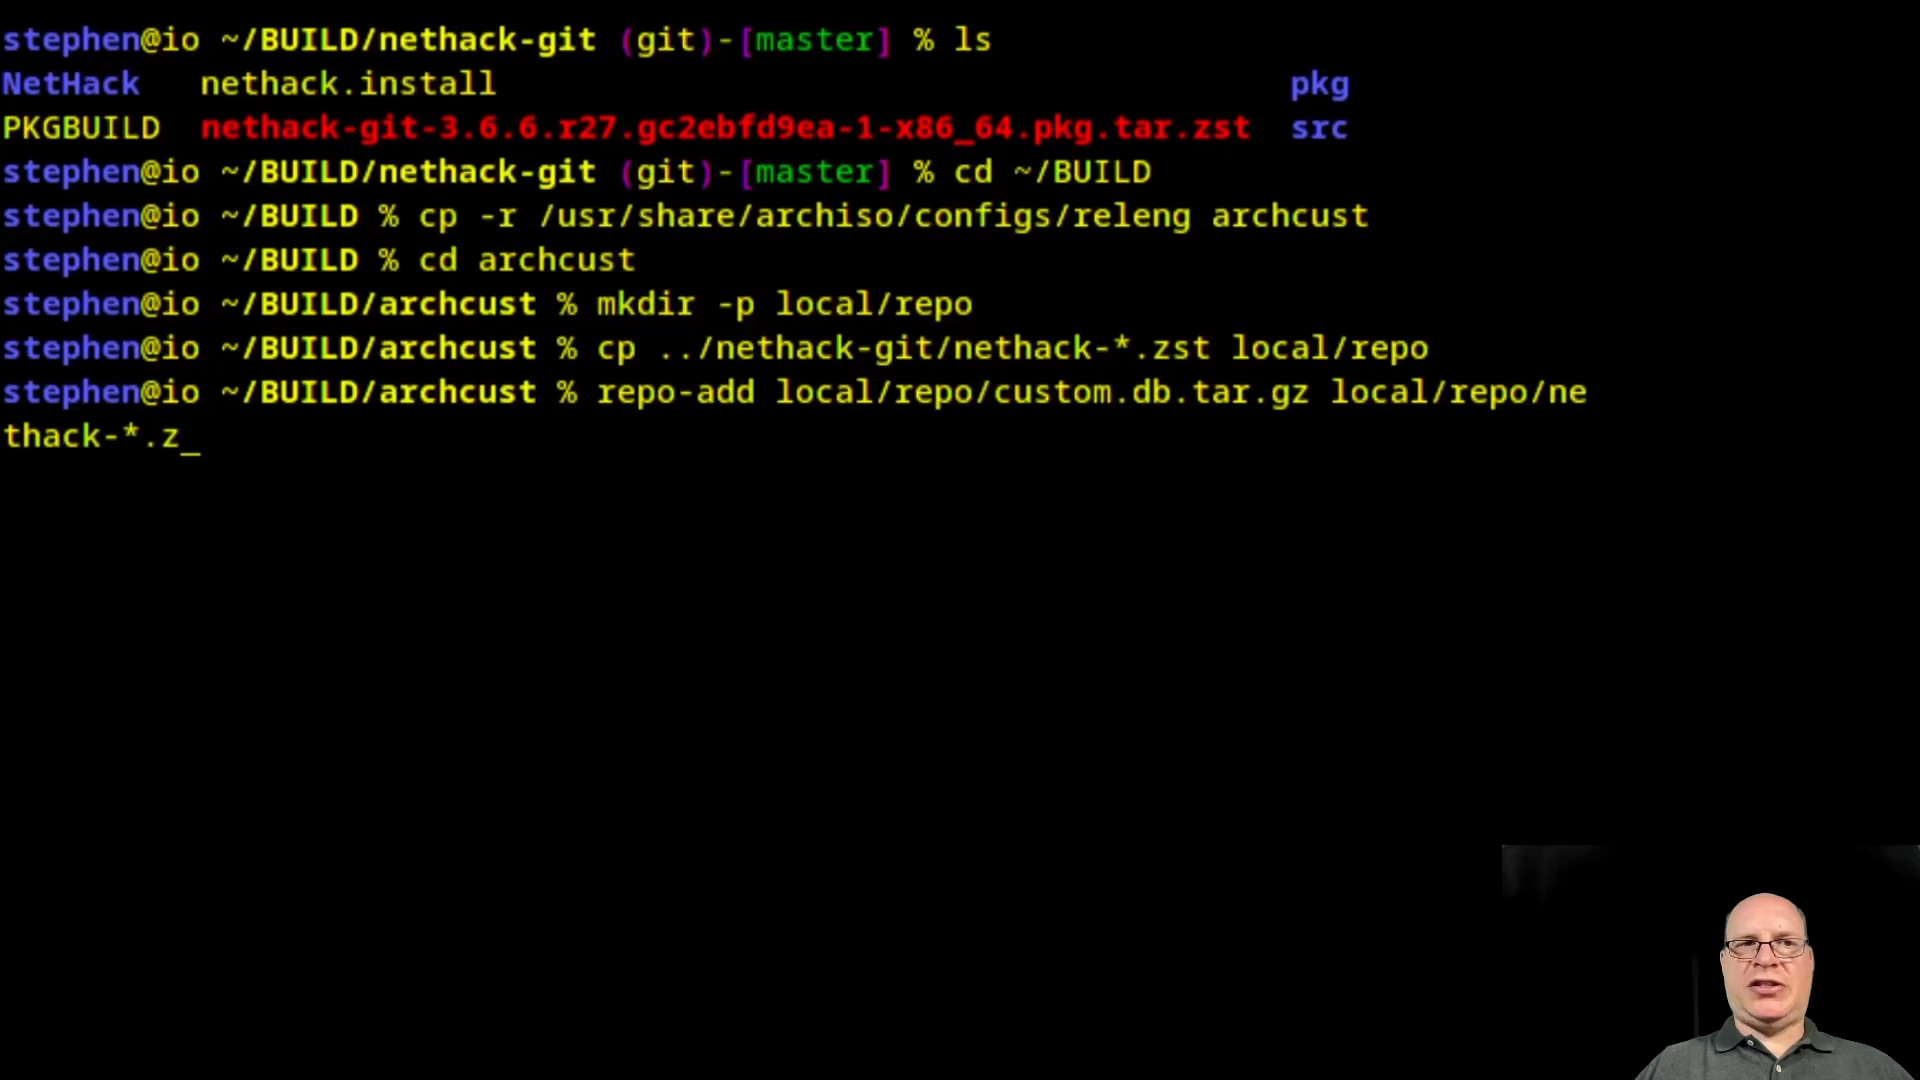 stephen@io ~/BUILD/nethack-git (git)-[master] % ls
NetHack   nethack.install                                        pkg
PKGBUILD  nethack-git-3.6.6.r27.gc2ebfd9ea-1-x86_64.pkg.tar.zst  src
stephen@io ~/BUILD/nethack-git (git)-[master] % cd ~/BUILD
stephen@io ~/BUILD % cp -r /usr/share/archiso/configs/releng archcust
stephen@io ~/BUILD % cd archcust
stephen@io ~/BUILD/archcust % mkdir -p local/repo
stephen@io ~/BUILD/archcust % cp ../nethack-git/nethack-*.zst local/repo
stephen@io ~/BUILD/archcust % repo-add local/repo/custom.db.tar.gz local/repo/ne
thack-*.z_